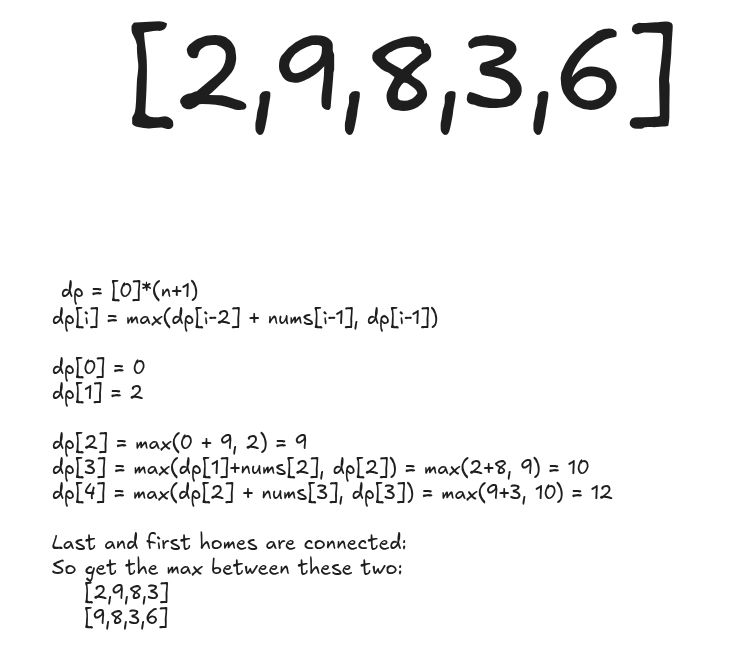 [2,9,8,3,6]
dp = [0]*(n+1)
dp[i] = max(dp[i-2] + nums[i-1], dp[i-1])
dp[0] = 0
dp[1] = 2
dp[2] = max(0 + 9, 2) = 9
dp[3] = max(dp[1]+nums[2], dp[2]) = max(2+8, 9) = 10
dp[4] = max(dp[2] + nums[3], dp[3]) = max(9+3, 10) = 12
Last and first homes are connected:
So get the max between these two:
[2,9,8,3]
[9,8,3,6]